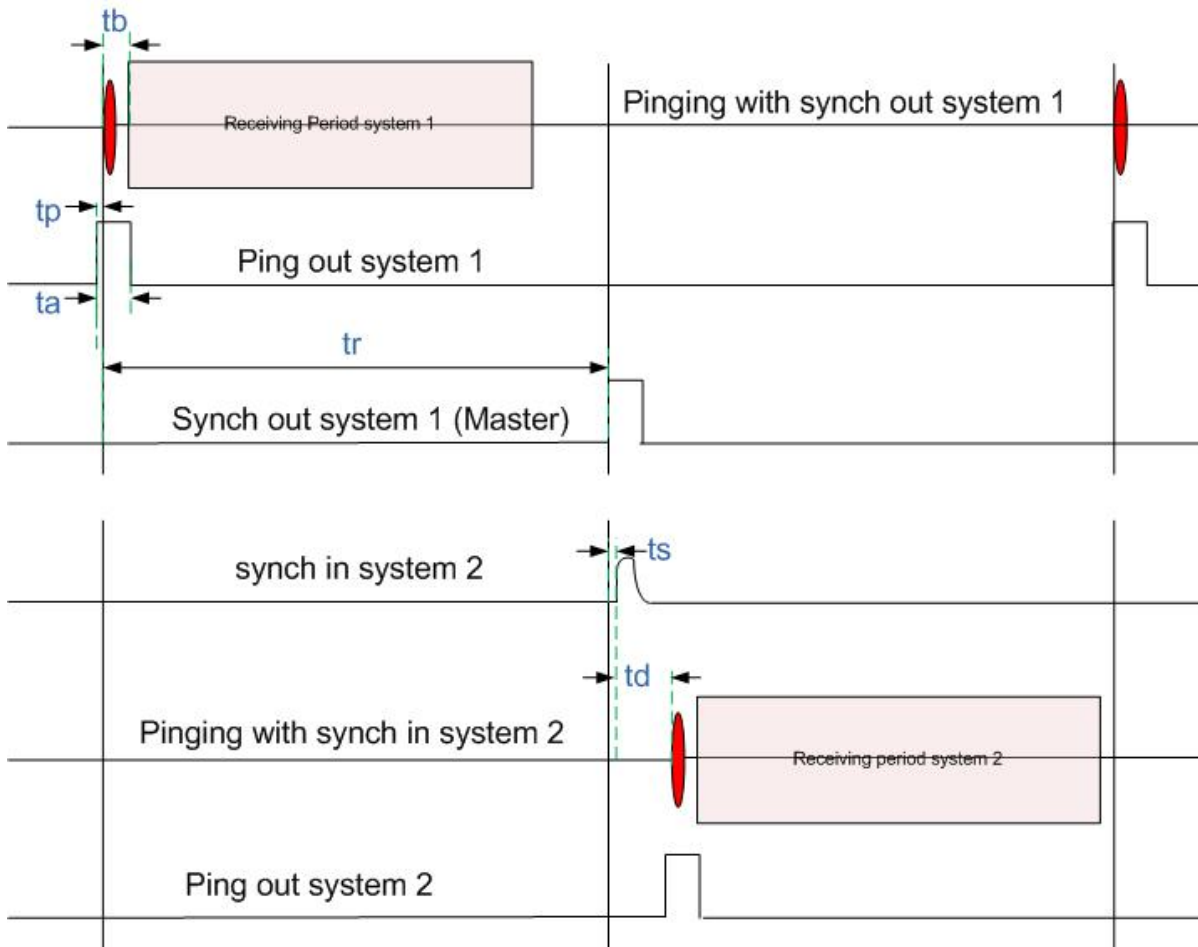 tb
Receiving Period system 1
Pinging with synch out system 1
tp
Ping out system 1
ta
tr
Synch out system 1 (Master)
synch in system 2
ts
td
Pinging with synch in system 2
Receiving period system 2
Ping out system 2